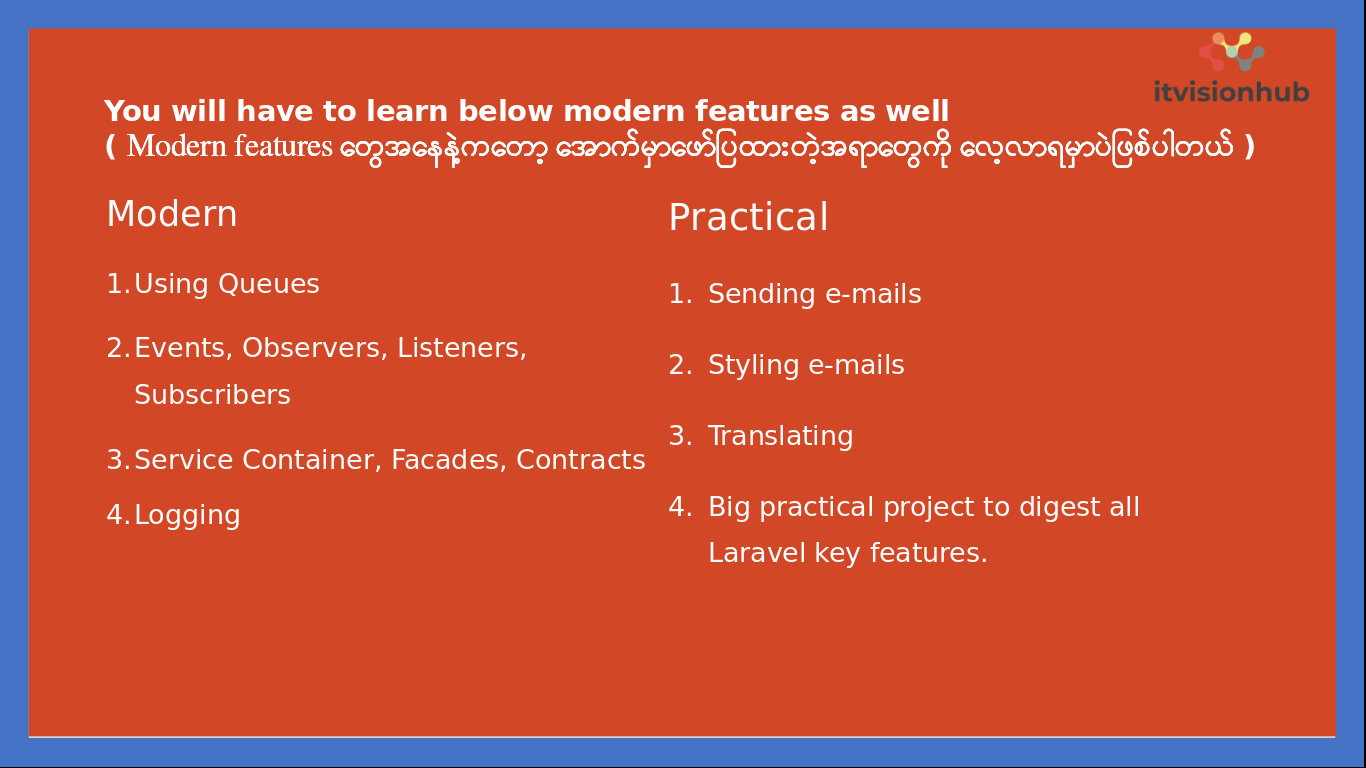 itvisionhub
You will have to learn below modern features as well
( Modern features တွေအနေနဲ့ကတော့ အောက်မှာဖော်ပြထားတဲ့အရာတွေကို လေ့လာရမှာပဲဖြစ်ပါတယ် )
Modern
1.Using Queues
2.Events, Observers, Listeners,
Subscribers
3.Service Container, Facades, Contracts
4.Logging
Practical
1. Sending e-mails
2. Styling e-mails
3. Translating
4. Big practical project to digest all
Laravel key features.